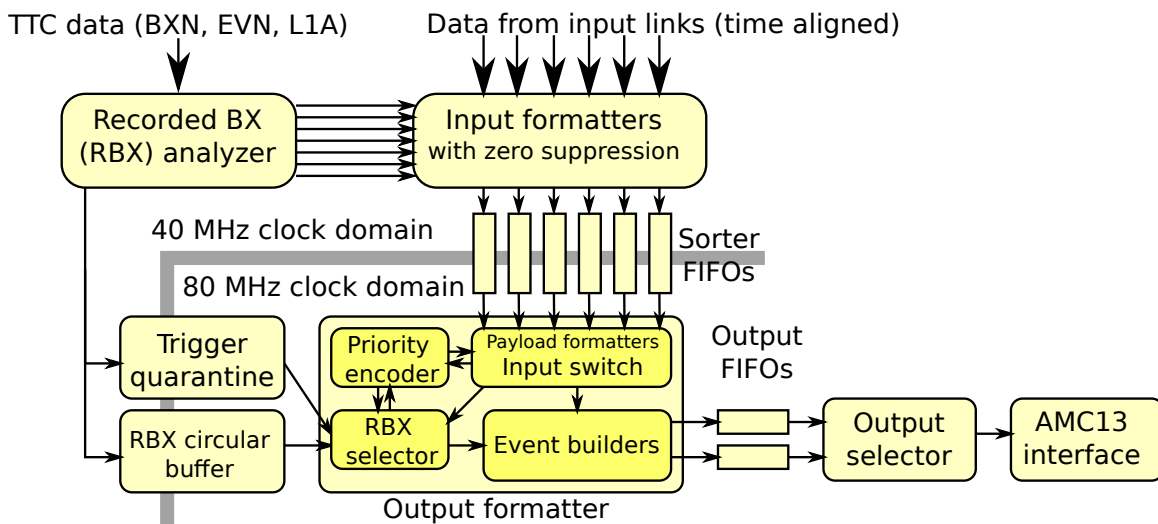 TTC data (BXN, EVN, L1A)
Data from input links (time aligned)
Recorded BX
(RBX) analyzer
Input formatters
with zero suppression
40 MHz clock domain
Sorter
FIFOs
80 MHz clock domain
Trigger
quarantine
Priority
encoder
Payload formatters
Input switch
Output
FIFOs
RBX circular
buffer
RBX
selector
Event builders
Output
selector
AMC13
interface
Output formatter